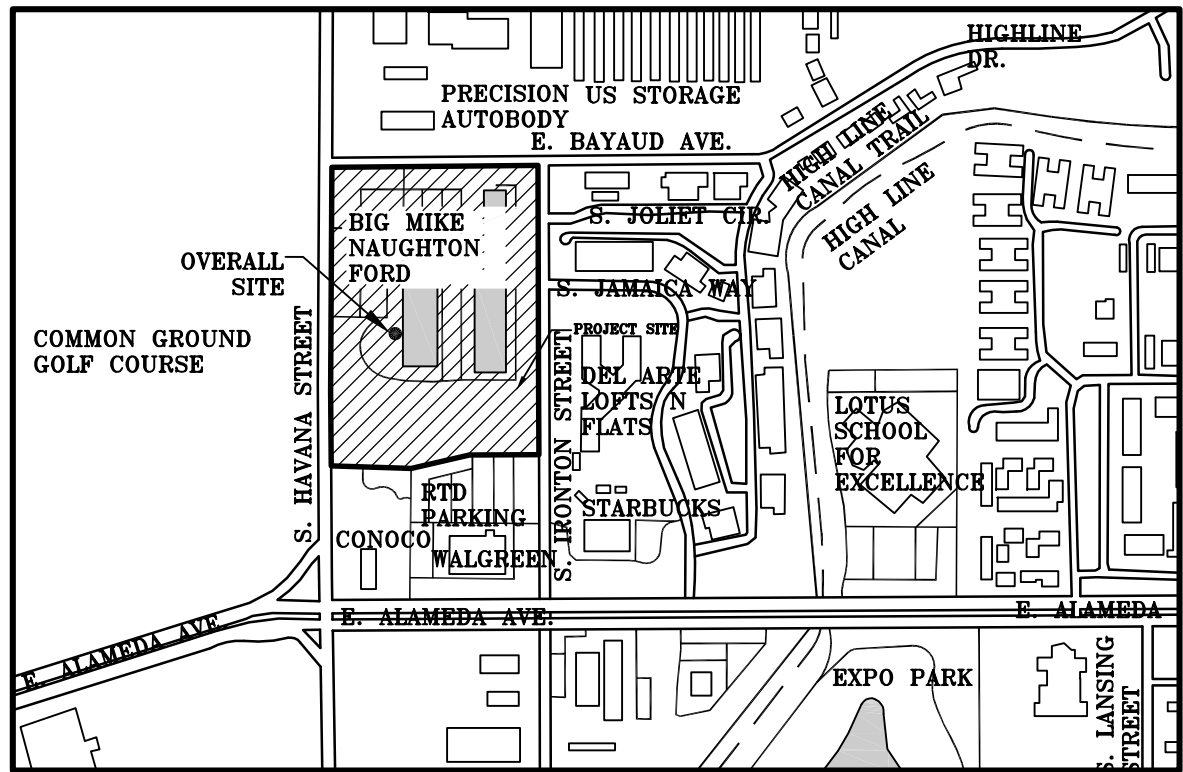 HIGHLINE
DR.
PRECISION
AUTOBODY
US STORAGE
E. BAYAUD AVE.
HIGH LINE
CANAL TRAIL
HIGH LINE
CANAL
S. JOLIET CIR.
BIG MIKE
NAUGHTON
FORD
OVERALL
SITE
S. JAMAICA WAY
COMMON GROUND
GOLF COURSE
S. HAVANA STREET
PROJECT SITE
S. IRONTON STREET
DEL ARTE
LOFTS N
FLATS
LOTUS
SCHOOL
FOR
EXCELLENCE
RTD
PARKING
STARBUCKS
CONOCO
WALGREEN
E. ALAMEDA AVE.
E. ALAMEDA
E. ALAMEDA AVE.
EXPO PARK
S. LANSING
STREET